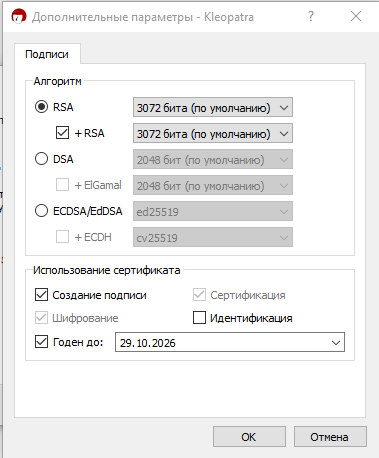 Дополнительные параметры - Kleopatra ? ×
Подписи
Алгоритм
RSA 3072 бита (по умолчанию)
+ RSA 3072 бита (по умолчанию)
DSA 2048 бит (по умолчанию)
+ ElGamal 2048 бит (по умолчанию)
ECDSA/EdDSA ed25519
+ ECDH cv25519
Использование сертификата
Создание подписи Сертификация
Шифрование Идентификация
Годен до: 29.10.2026
OK Отмена